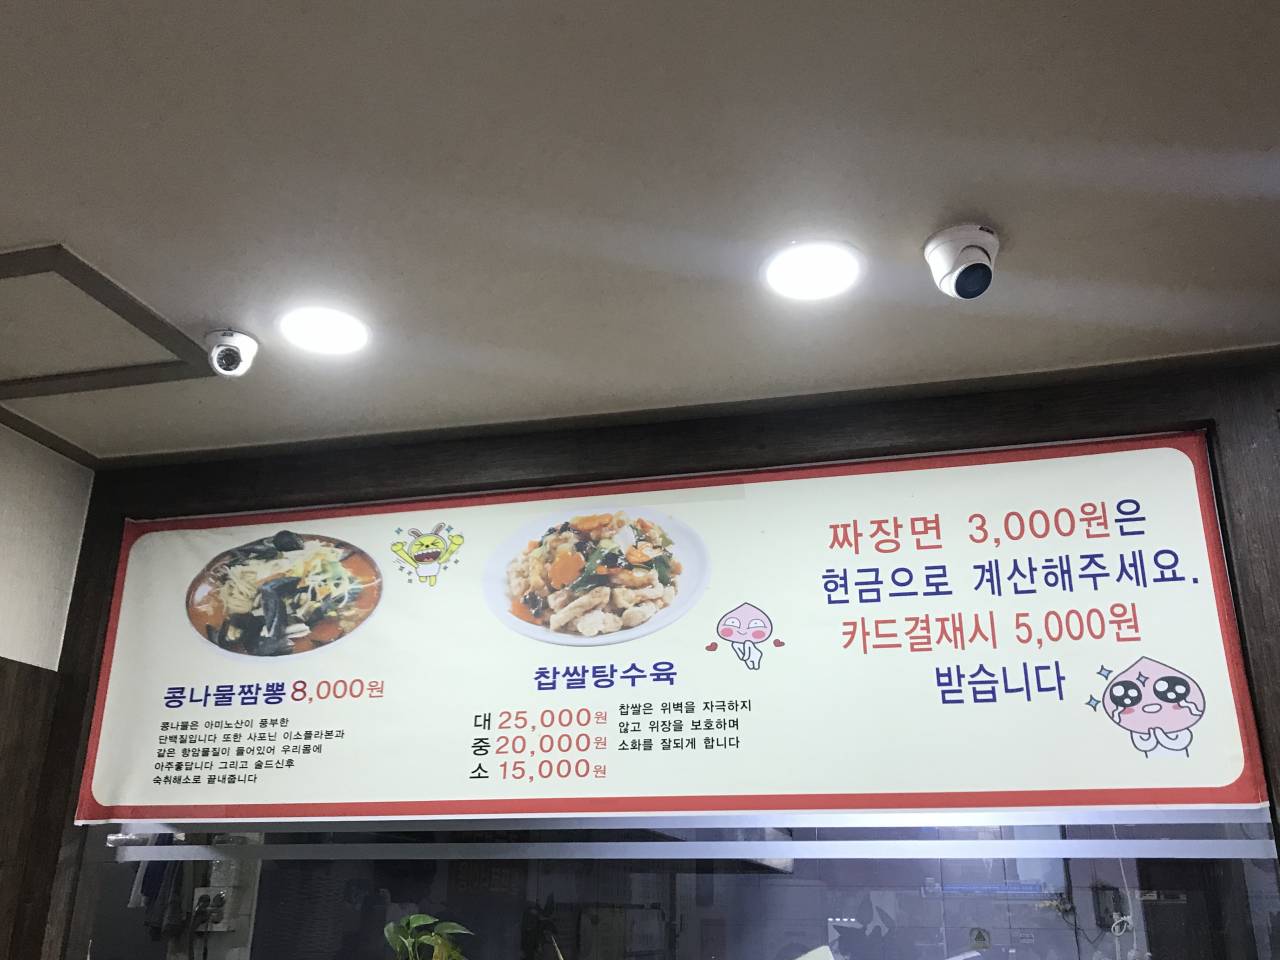 콩나물짬뽕 8,000원
콩나물은 아미노산이 풍부한
단백질입니다 또한 사포닌 이소플라본과
같은 항암물질이 들어있어 우리몸에
아주좋답니다 그리고 술드신후
숙취해소로 끝내줍니다
찹쌀탕수육
대 25,000원
중 20,000원
소 15,000원
찹쌀은 위벽을 자극하지
않고 위장을 보호하며
소화를 잘되게 합니다
짜장면 3,000원은
현금으로 계산해주세요.
카드결재시 5,000원
받습니다